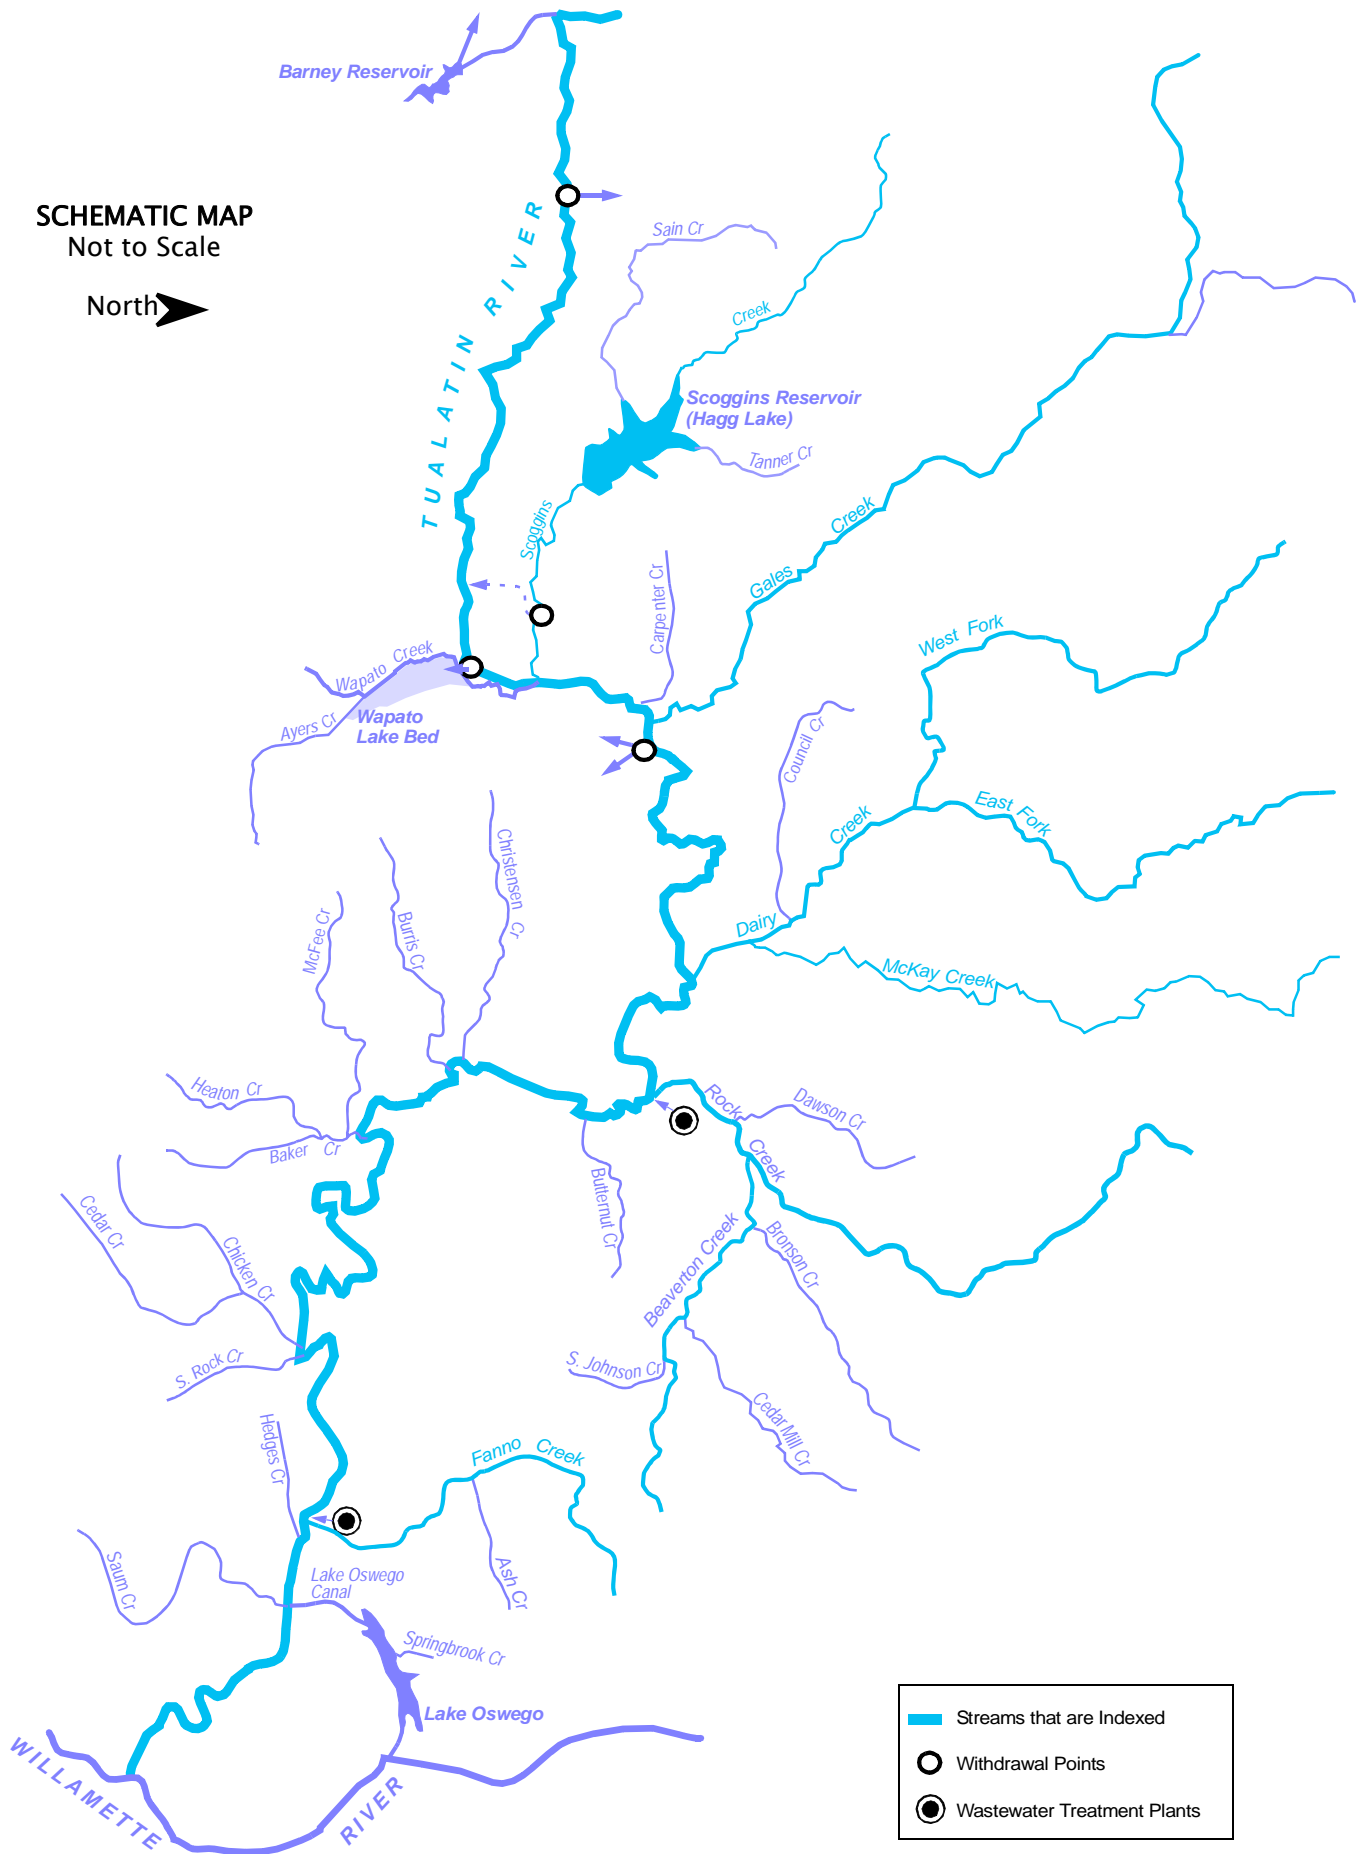 Barney Reservoir
SCHEMATIC MAP
Not to Scale
North
TUALATIN RIVER
Sain Cr
Creek
Scoggins Reservoir
(Hagg Lake)
Tanner Cr
Scoggins
Creek
Gales
Carpenter Cr
West Fork
Wapato Creek
Ayers Cr
Wapato
Lake Bed
Council Cr
East Fork
Creek
Dairy
McKay Creek
Christensen Cr
Burris Cr
McFee Cr
Heaton Cr
Baker Cr
Rock
Creek
Dawson Cr
Butternut Cr
Beaverton Creek
Bronson Cr
Cedar Cr
Chicken Cr
S. Rock Cr
S. Johnson Cr
Cedar Mill Cr
Hedges Cr
Fanno Creek
Ash Cr
Saum Cr
Lake Oswego
Canal
Springbrook Cr
Lake Oswego
WILLAMETTE
RIVER
Streams that are Indexed
Withdrawal Points
Wastewater Treatment Plants